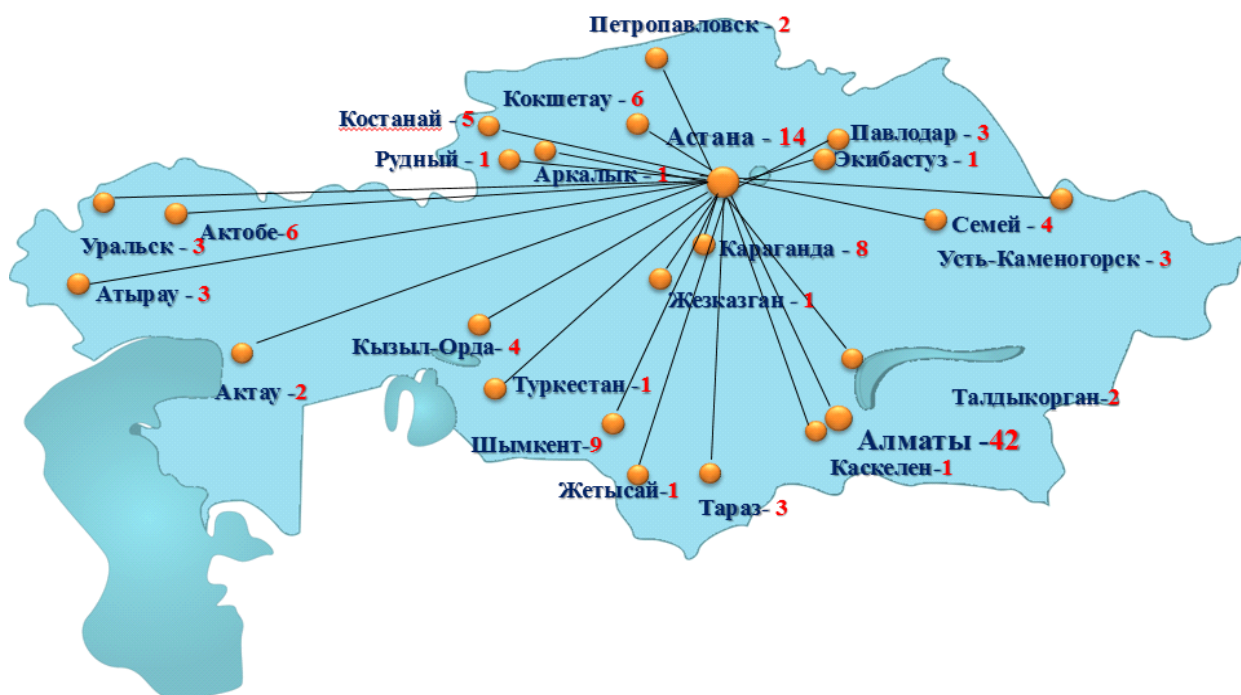 Петропавловск - 2
Кокшетау - 6
Костанай - 5
Астана - 14
Павлодар - 3
Рудный - 1
Экибастуз - 1
Аркалык - 1
Уральск - 3
Актобе-6
Семей - 4
Караганда - 8
Усть-Каменогорск - 3
Атырау - 3
Жезказган - 1
Кызыл-Орда- 4
Актау -2
Туркестан -1
Талдыкорган-2
Шымкент-9
Алматы -42
Каскелен-1
Жетысай-1
Тараз- 3